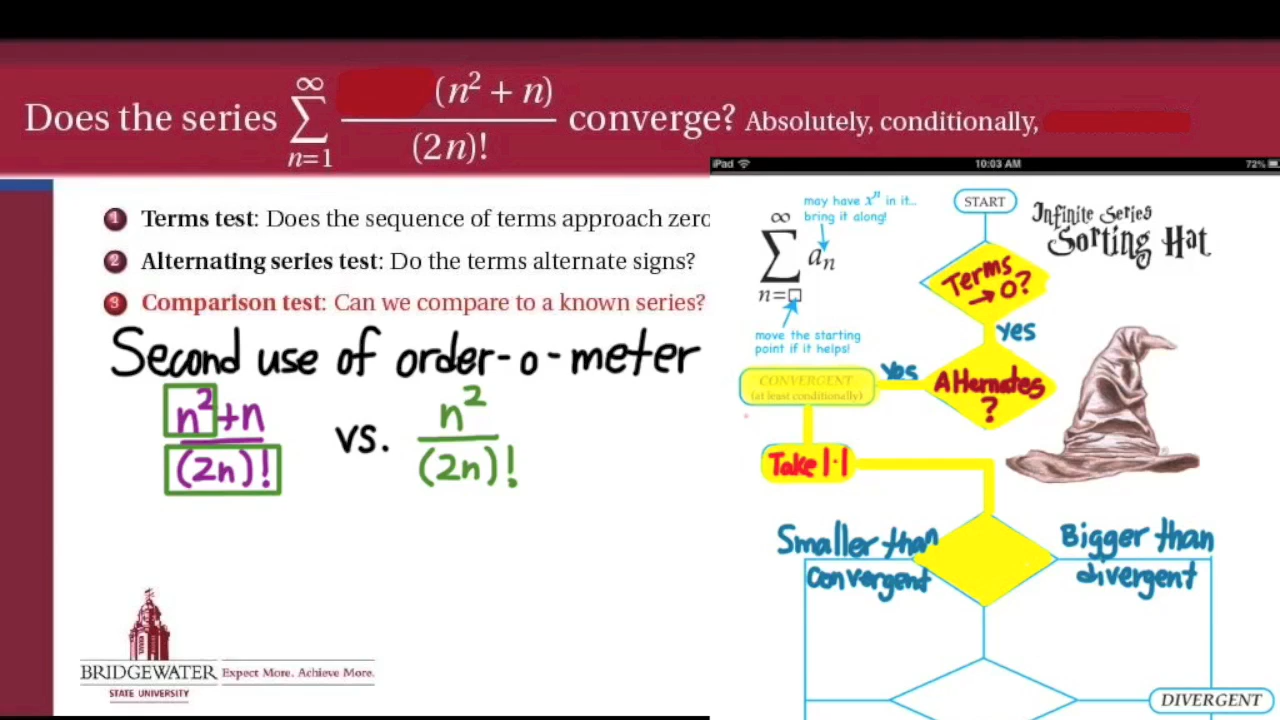 Does the series ∞ ∑ n=1 (n² + n) / (2n)! converge? Absolutely, conditionally,
iPad 10:03 AM 72%
1 Terms test: Does the sequence of terms approach zero
2 Alternating series test: Do the terms alternate signs?
3 Comparison test: Can we compare to a known series?
Second use of order-o-meter
n²+n / (2n)! vs. n² / (2n)!
BRIDGEWATER
STATE UNIVERSITY
Expect More. Achieve More.
may have xⁿ in it...
bring it along!
∞ ∑ n=□ aₙ
move the starting
point if it helps!
START
Infinite Series
Sorting Hat
Terms
→0?
yes
Alternates
?
yes
CONVERGENT
(at least conditionally)
Take |·|
Smaller than
convergent
Bigger than
divergent
DIVERGENT